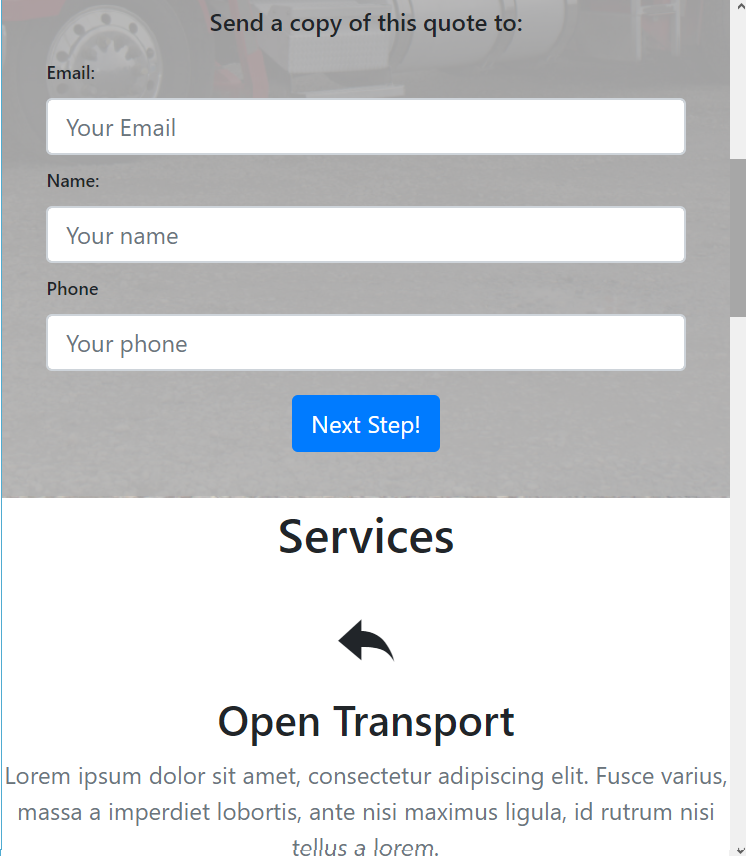 Send a copy of this quote to:
Email:
Your Email
Name:
Your name
Phone
Your phone
Next Step!
Services
Open Transport
Lorem ipsum dolor sit amet, consectetur adipiscing elit. Fusce varius,
massa a imperdiet lobortis, ante nisi maximus ligula, id rutrum nisi
tellus a lorem.